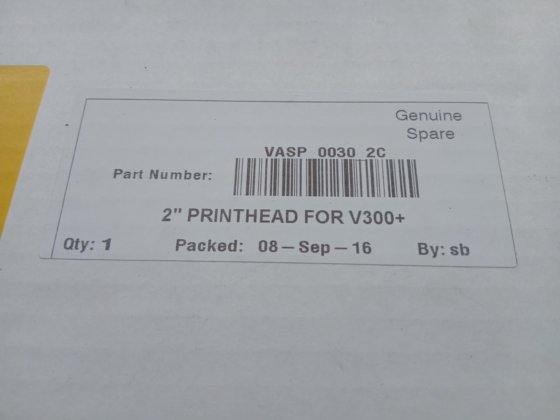 Genuine
Spare
VASP 0030 2C
Part Number:
2" PRINTHEAD FOR V300+
Qty: 1 Packed: 08-Sep-16 By: sb